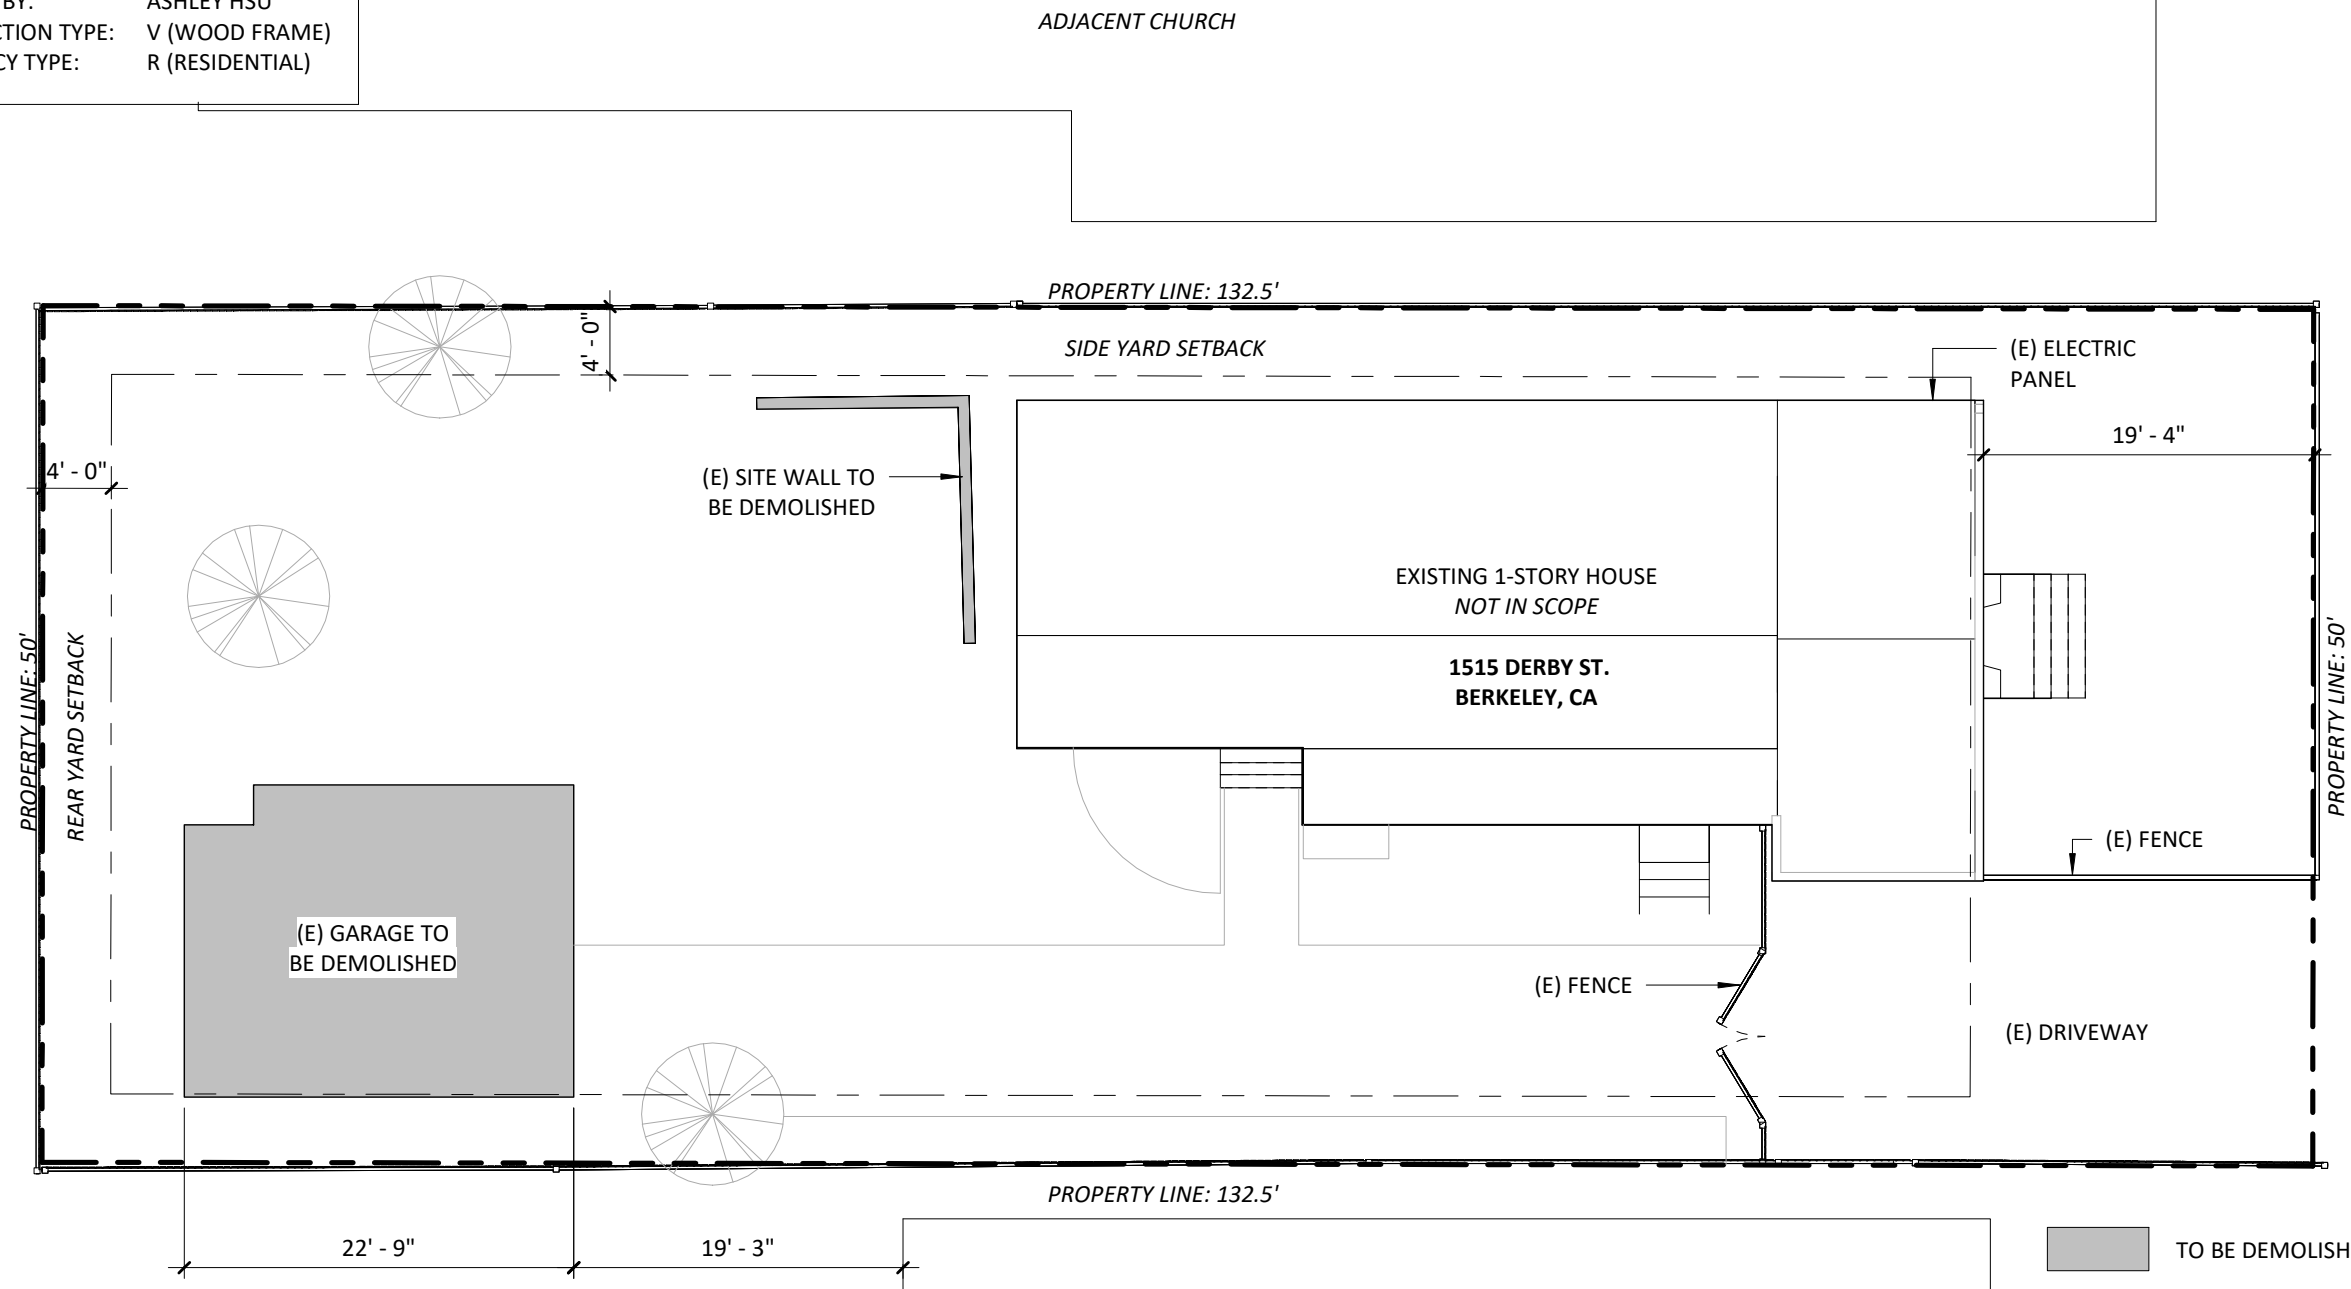 BY: ASHLEY HSU
CTION TYPE: V (WOOD FRAME)
CY TYPE: R (RESIDENTIAL)
ADJACENT CHURCH
PROPERTY LINE: 132.5'
4' - 0"
SIDE YARD SETBACK
(E) ELECTRIC
PANEL
19' - 4"
4' - 0"
(E) SITE WALL TO
BE DEMOLISHED
EXISTING 1-STORY HOUSE
NOT IN SCOPE
1515 DERBY ST.
BERKELEY, CA
PROPERTY LINE: 50'
REAR YARD SETBACK
PROPERTY LINE: 50'
(E) FENCE
(E) GARAGE TO
BE DEMOLISHED
(E) FENCE
(E) DRIVEWAY
PROPERTY LINE: 132.5'
22' - 9"
19' - 3"
TO BE DEMOLISH